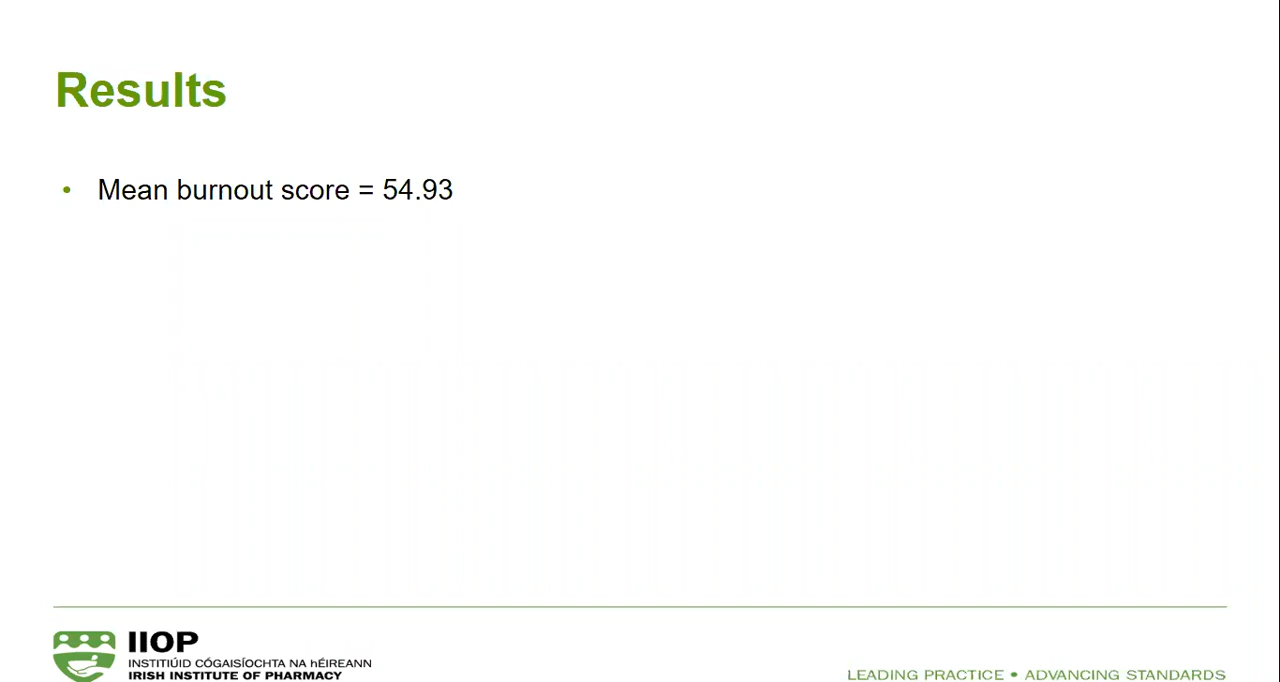 Results
• Mean burnout score = 54.93
IIOP
INSTITIÚID CÓGAISÍOCHTA NA hÉIREANN
IRISH INSTITUTE OF PHARMACY
LEADING PRACTICE • ADVANCING STANDARDS